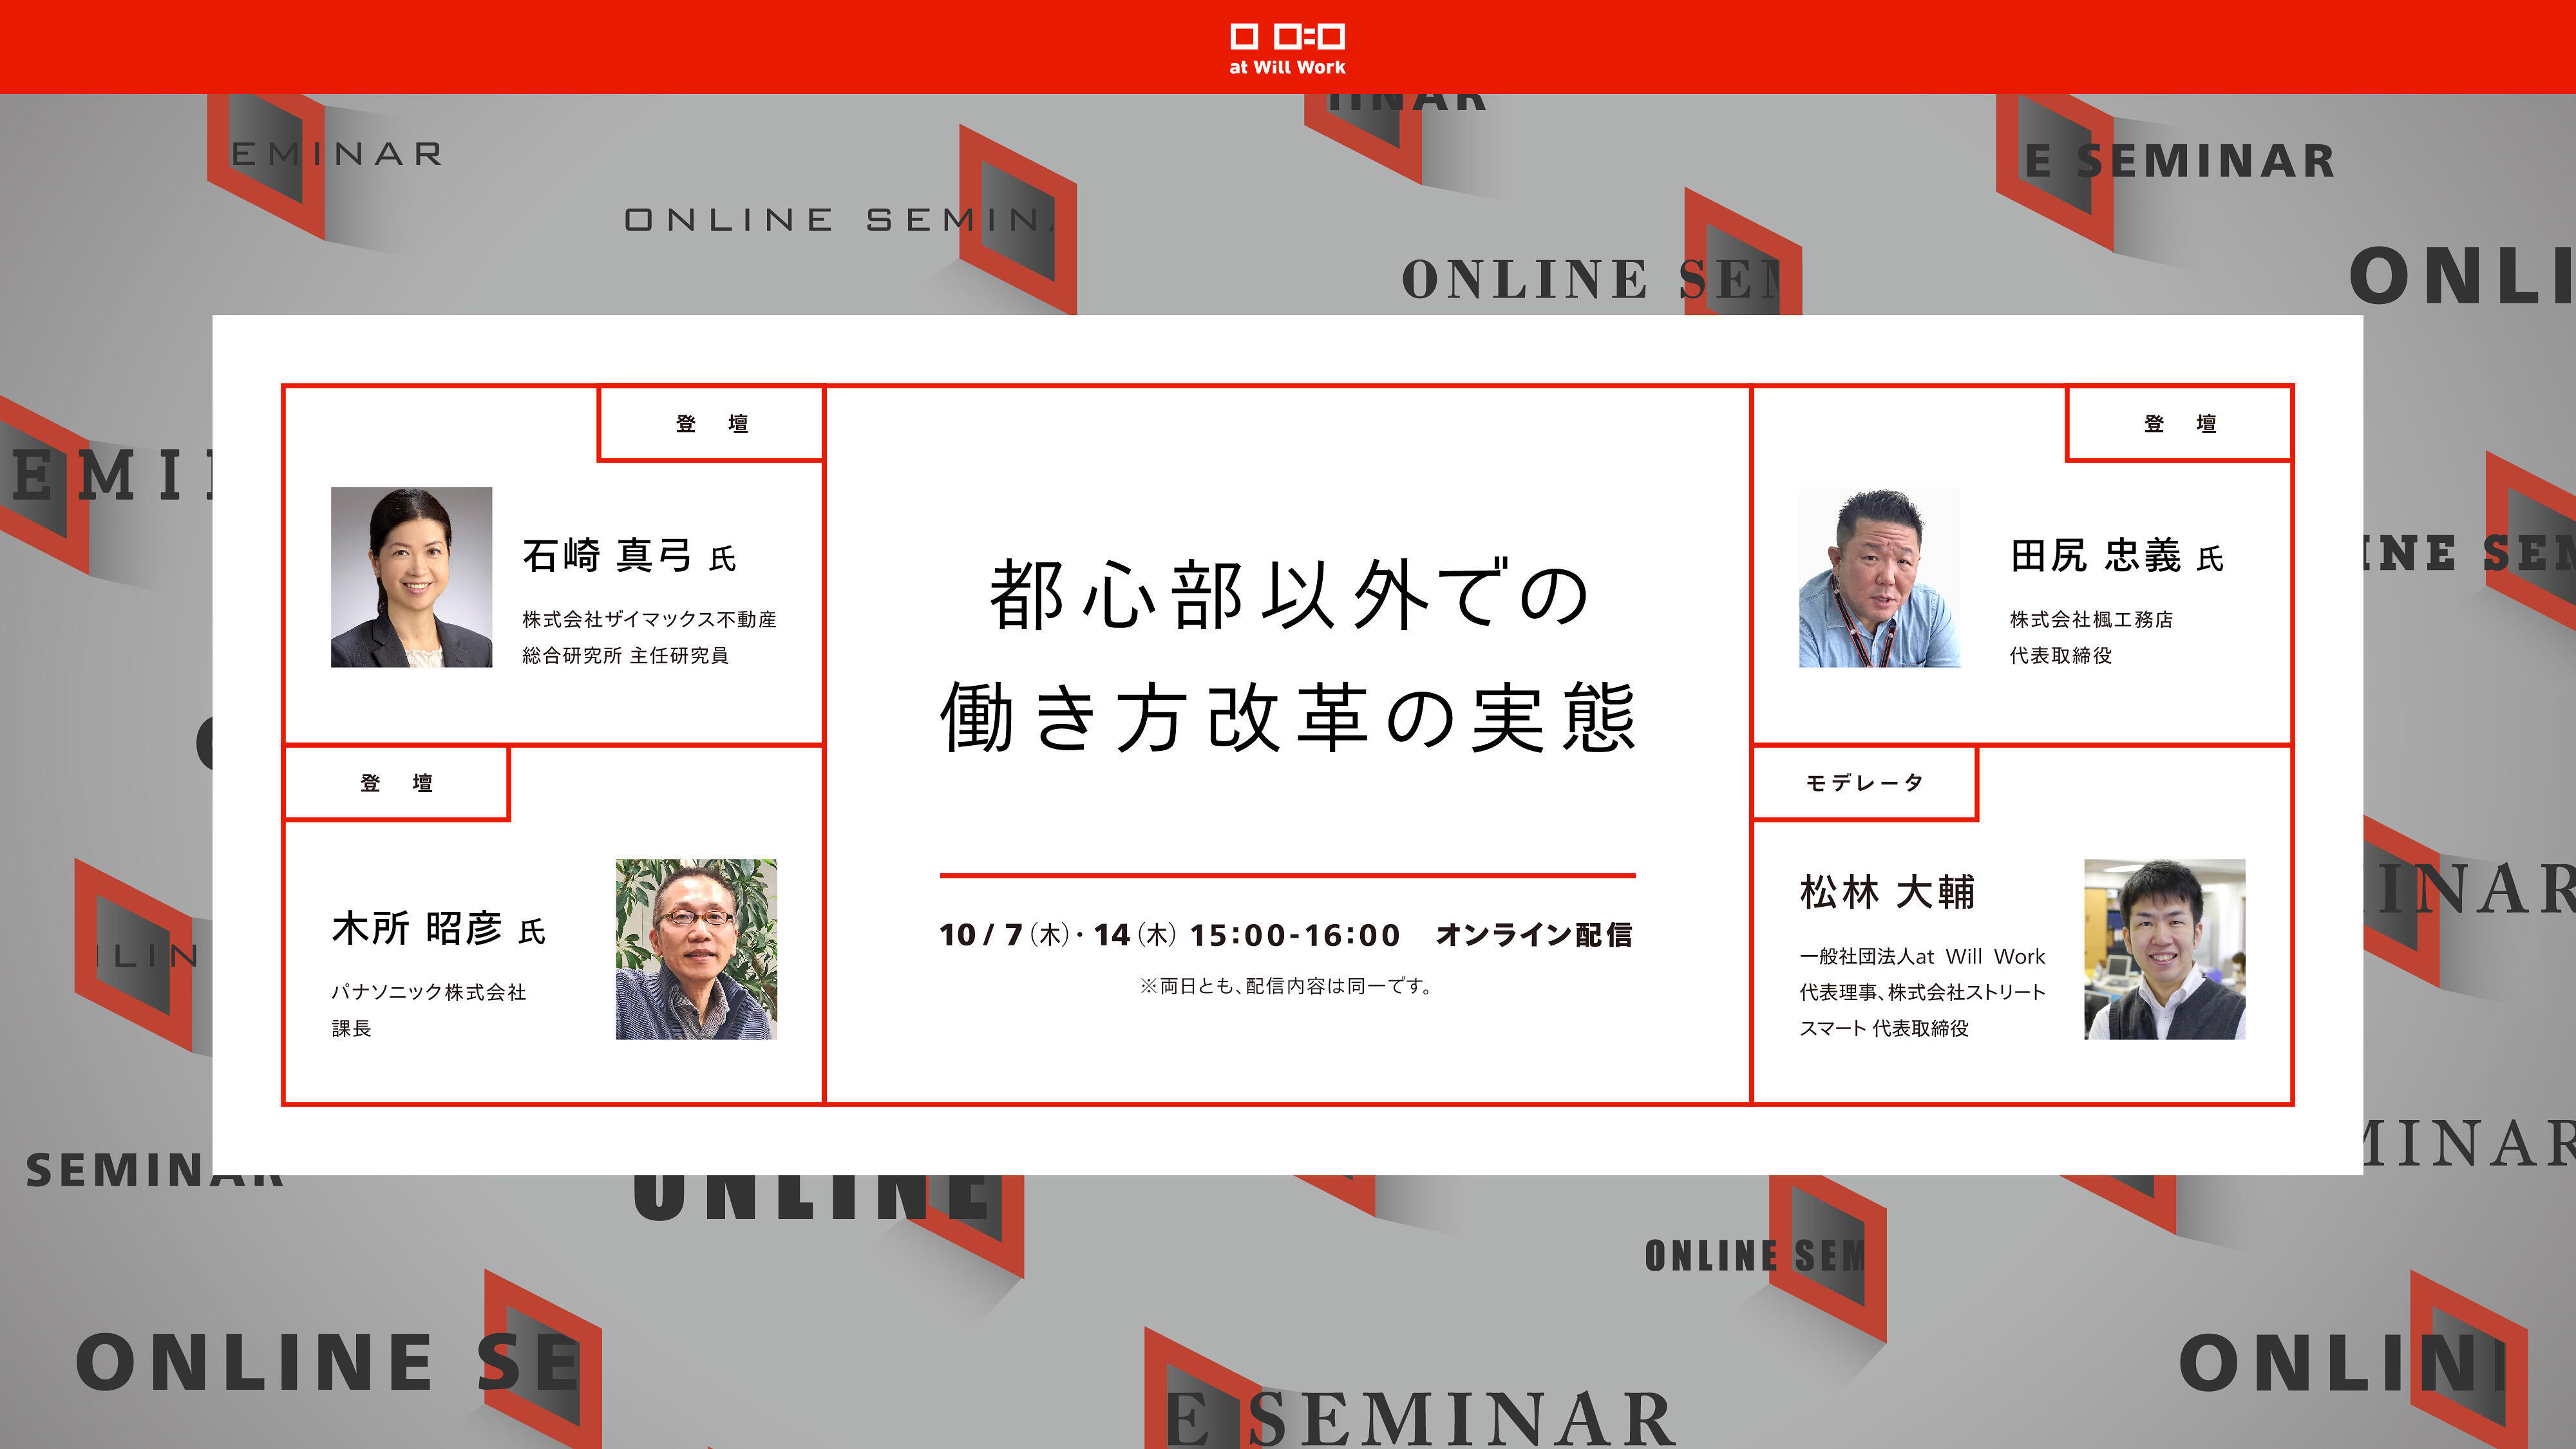 at Will Work
EMINAR
ONLINE SEMIN
INAR
E SEMINAR
ONLINE SEM
ONLI
EMI
INE SEM
登 壇
石崎 真弓 氏
株式会社ザイマックス不動産
総合研究所 主任研究員
登 壇
木所 昭彦 氏
パナソニック株式会社
課長
都心部以外での
働き方改革の実態
10 / 7（木）・14（木） 15:00-16:00 オンライン配信
※両日とも、配信内容は同一です。
登 壇
田尻 忠義 氏
株式会社楓工務店
代表取締役
モデレータ
松林 大輔
一般社団法人at Will Work
代表理事、株式会社ストリート
スマート 代表取締役
LIN
INAR
SEMINAR
ONLINE
MINAR
ONLINE SEM
ONLINE SE
E SEMINAR
ONLIN